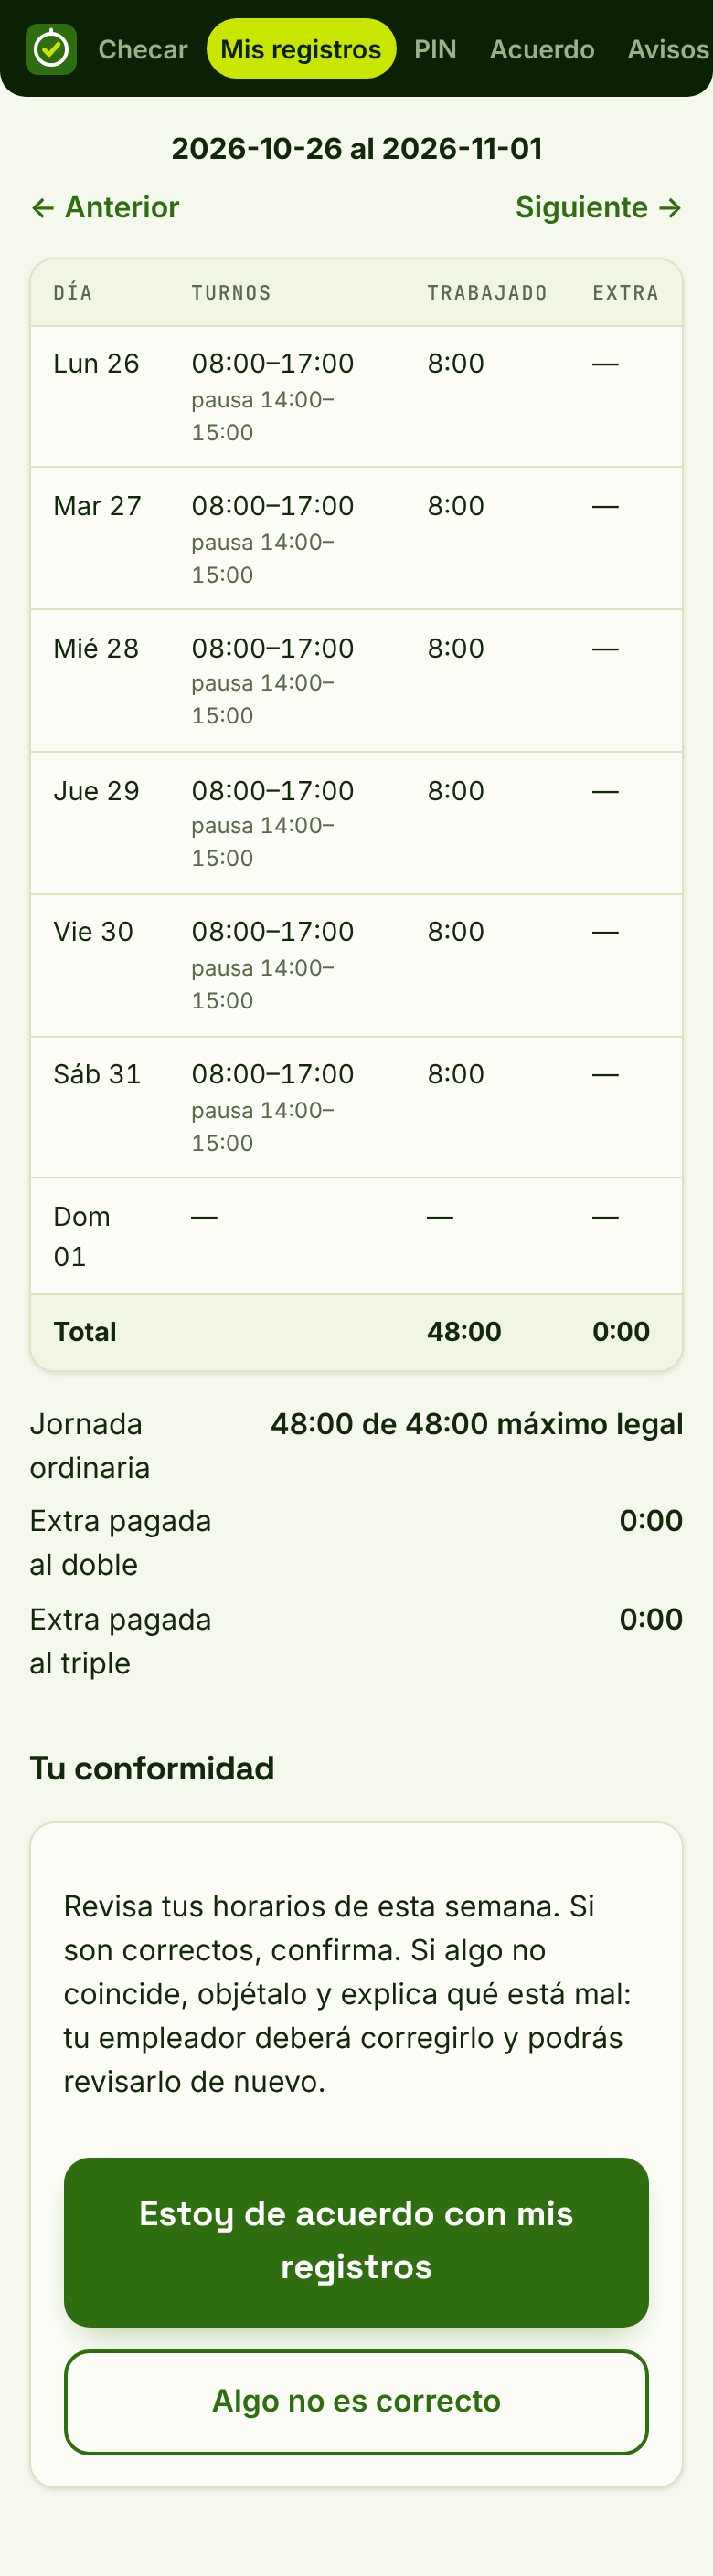 Checar Mis registros PIN Acuerdo Avisos
2026-10-26 al 2026-11-01
← Anterior Siguiente →
DÍA TURNOS TRABAJADO EXTRA
Lun 26 08:00–17:00 8:00 —
pausa 14:00–
15:00
Mar 27 08:00–17:00 8:00 —
pausa 14:00–
15:00
Mié 28 08:00–17:00 8:00 —
pausa 14:00–
15:00
Jue 29 08:00–17:00 8:00 —
pausa 14:00–
15:00
Vie 30 08:00–17:00 8:00 —
pausa 14:00–
15:00
Sáb 31 08:00–17:00 8:00 —
pausa 14:00–
15:00
Dom — — —
01
Total 48:00 0:00
Jornada 48:00 de 48:00 máximo legal
ordinaria
Extra pagada 0:00
al doble
Extra pagada 0:00
al triple
Tu conformidad
Revisa tus horarios de esta semana. Si
son correctos, confirma. Si algo no
coincide, objétalo y explica qué está mal:
tu empleador deberá corregirlo y podrás
revisarlo de nuevo.
Estoy de acuerdo con mis
registros
Algo no es correcto